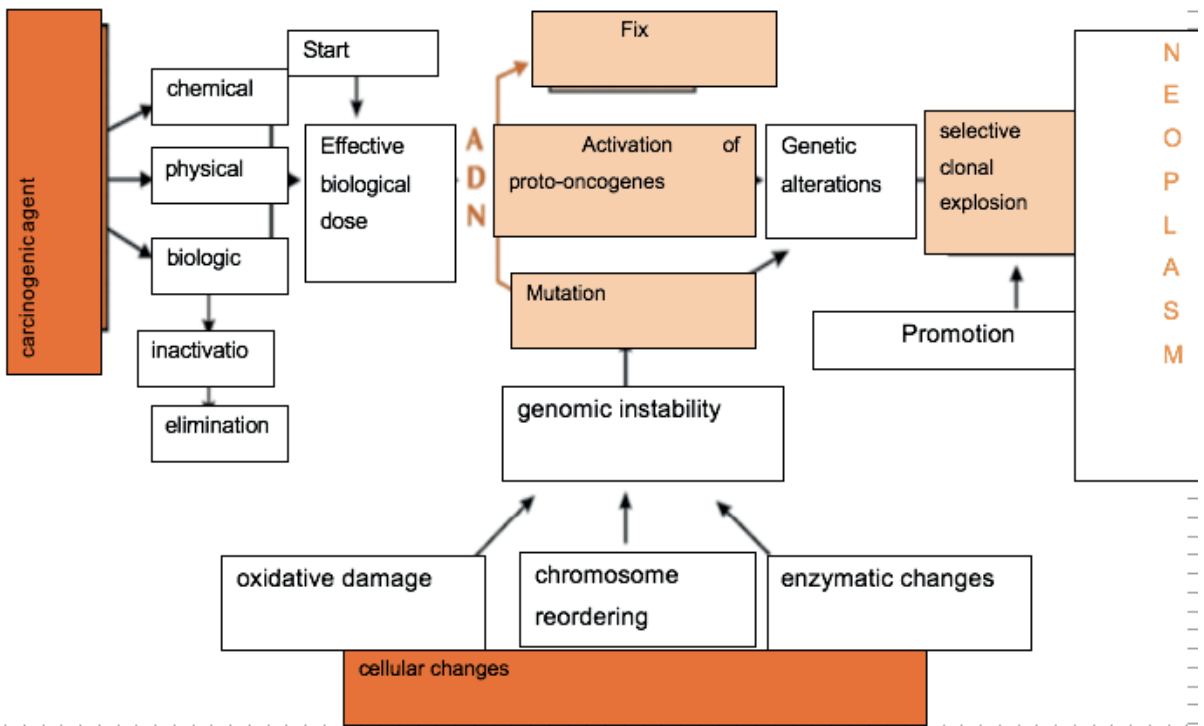 carcinogenic agent
chemical
physical
biologic
inactivatio
elimination
Start
Effective
biological
dose
A
D
N
Fix
Activation of
proto-oncogenes
Mutation
Genetic
alterations
selective
clonal
explosion
Promotion
N
E
O
P
L
A
S
M
genomic instability
oxidative damage
chromosome
reordering
enzymatic changes
cellular changes